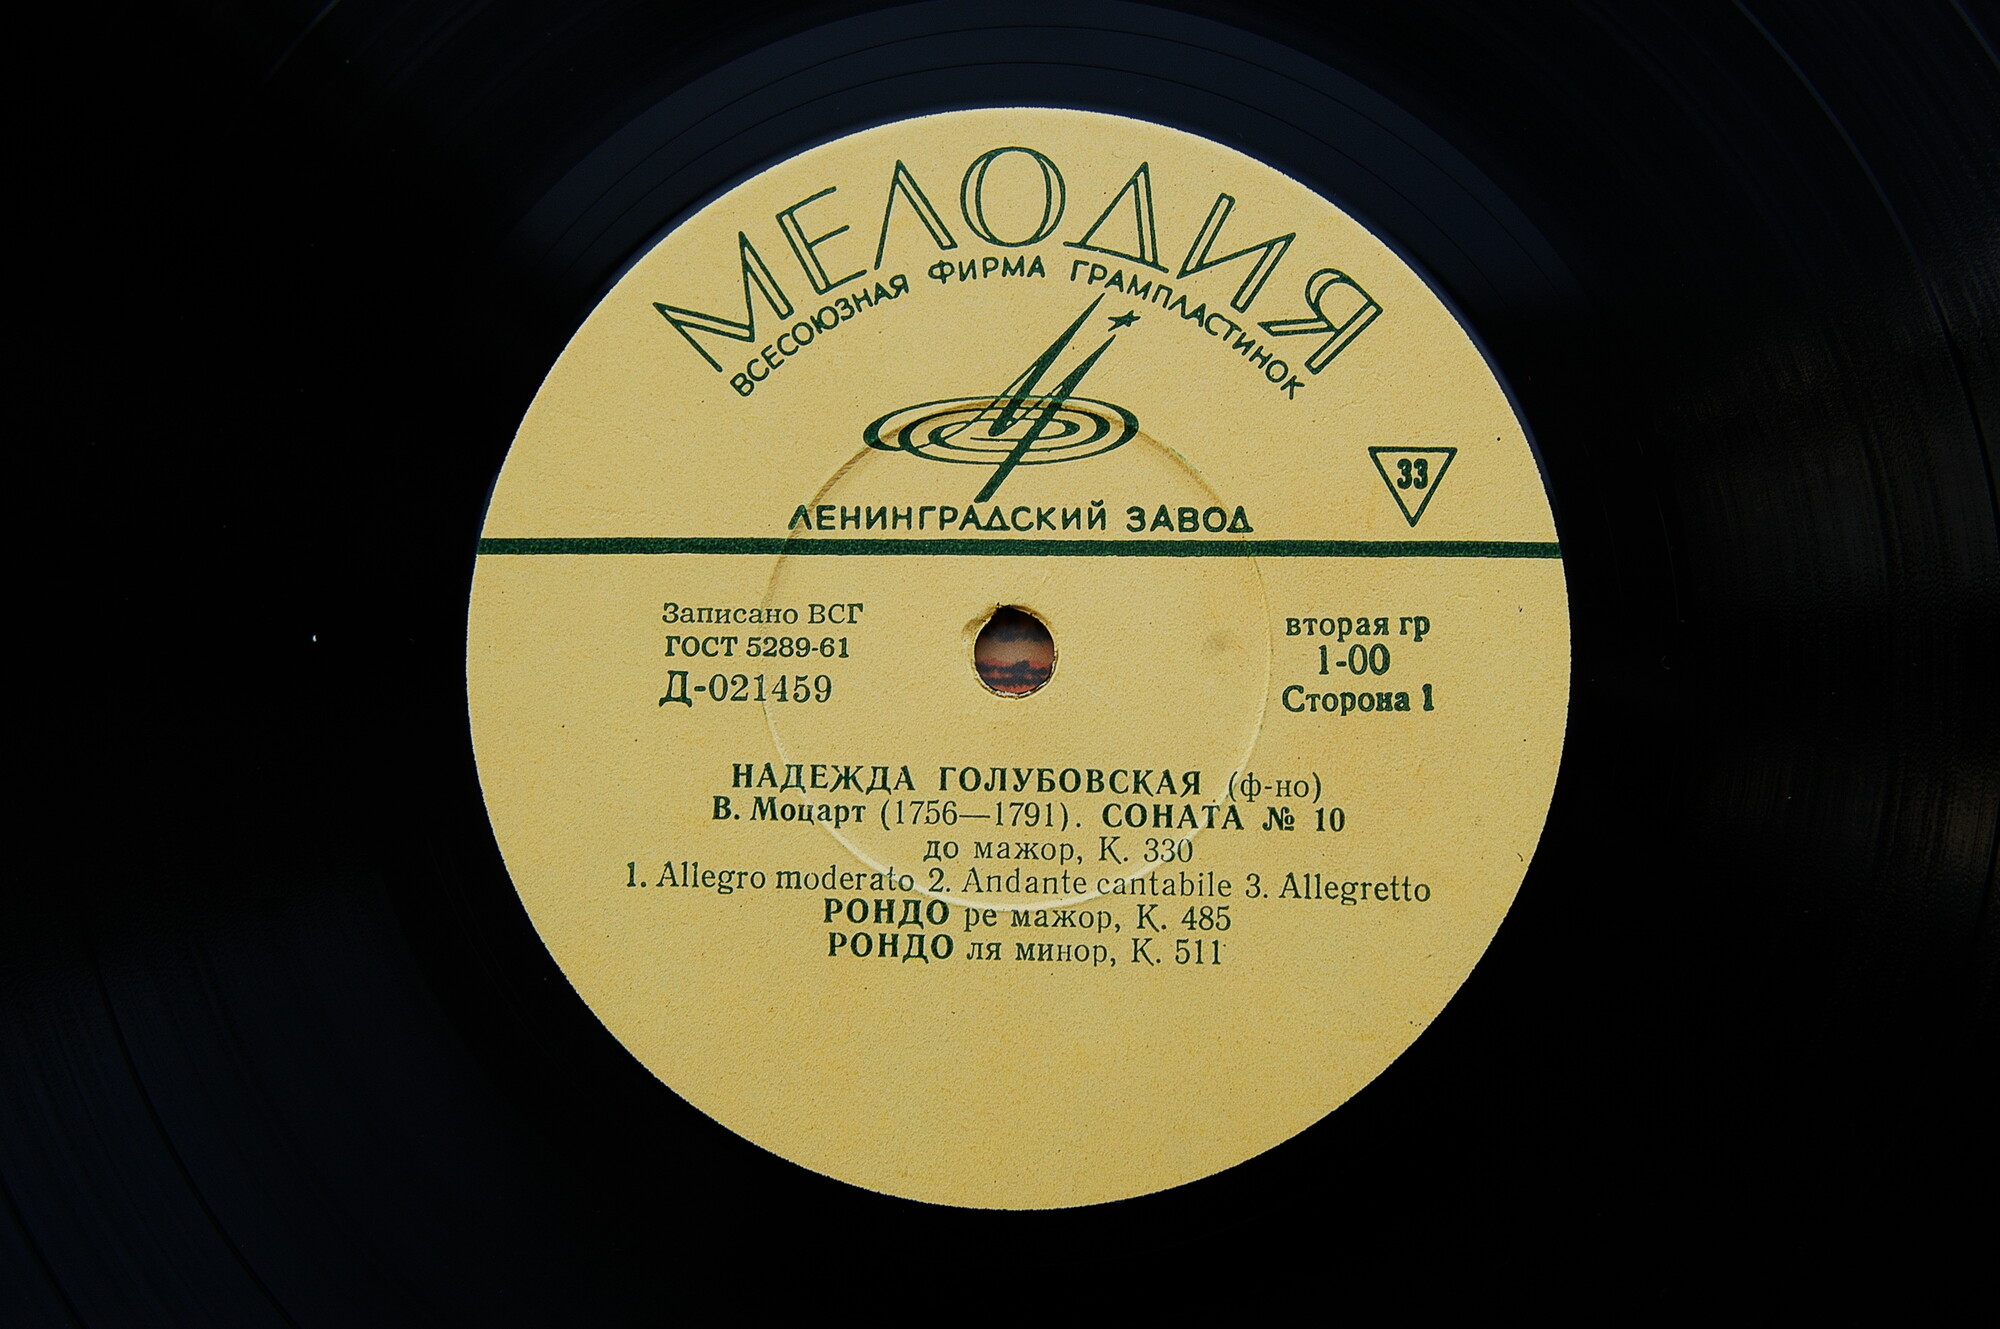 МЕЛОДИЯ
ВСЕСОЮЗНАЯ ФИРМА ГРАМПЛАСТИНОК
33
ЛЕНИНГРАДСКИЙ ЗАВОД
Записано ВСГ
ГОСТ 5289-61
Д-021459
вторая гр
1-00
Сторона 1
НАДЕЖДА ГОЛУБОВСКАЯ (ф-но)
В. Моцарт (1756—1791). СОНАТА № 10
до мажор, К. 330
1. Allegro moderato 2. Andante cantabile 3. Allegretto
РОНДО ре мажор, К. 485
РОНДО ля минор, К. 511